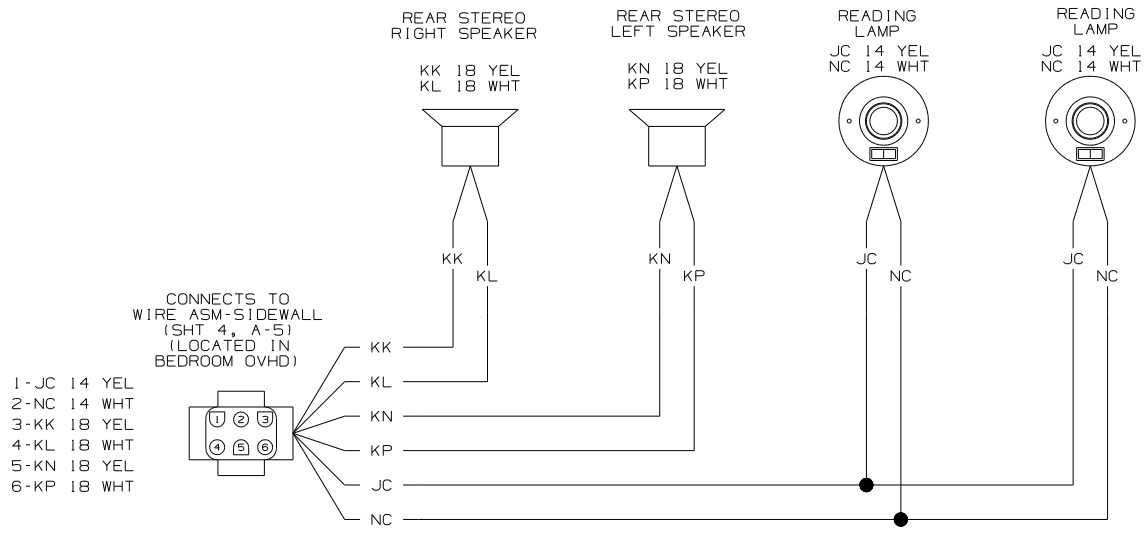 REAR STEREO
RIGHT SPEAKER
KK 18 YEL
KL 18 WHT
REAR STEREO
LEFT SPEAKER
KN 18 YEL
KP 18 WHT
READING
LAMP
JC 14 YEL
NC 14 WHT
READING
LAMP
JC 14 YEL
NC 14 WHT
KK
KL
KN
KP
JC
NC
JC
NC
CONNECTS TO
WIRE ASM-SIDEWALL
(SHT 4, A-5)
(LOCATED IN
BEDROOM OVHD)
1-JC 14 YEL
2-NC 14 WHT
3-KK 18 YEL
4-KL 18 WHT
5-KN 18 YEL
6-KP 18 WHT
1 2 3
4 5 6
KK
KL
KN
KP
JC
NC